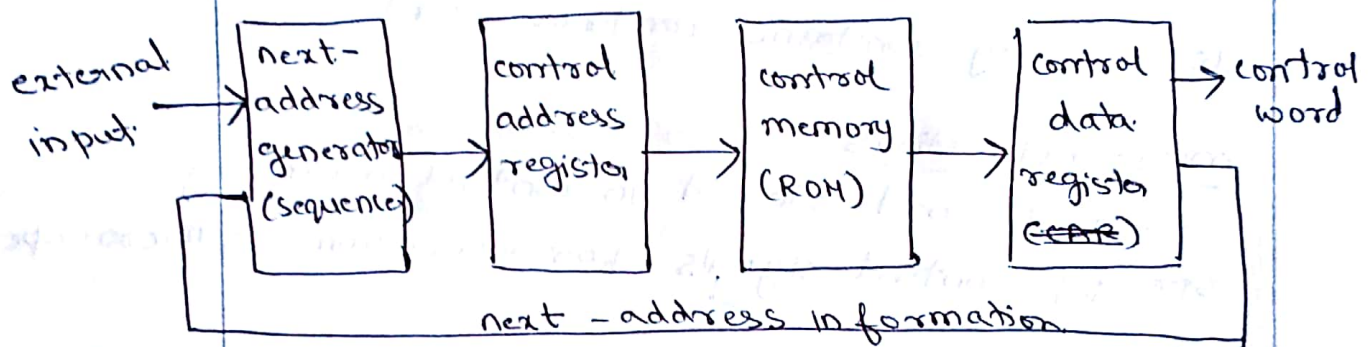 external
input.
next-
address
generator
(sequencer)
control
address
register
control
memory
(ROM)
control
data.
register
control
word
next - address information